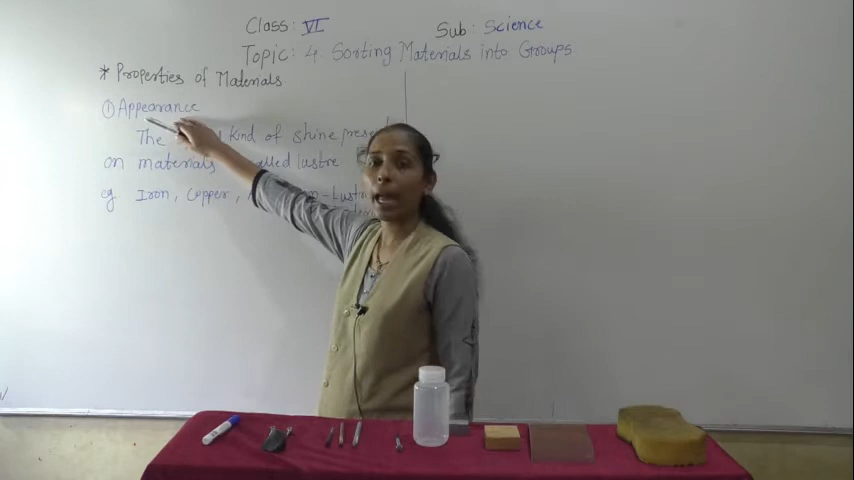 Class: VI Sub: Science
Topic: 4. Sorting Materials into Groups
* Properties of Materials
① Appearance
The kind of shine present
on materials called lustre
eg Iron, Copper,